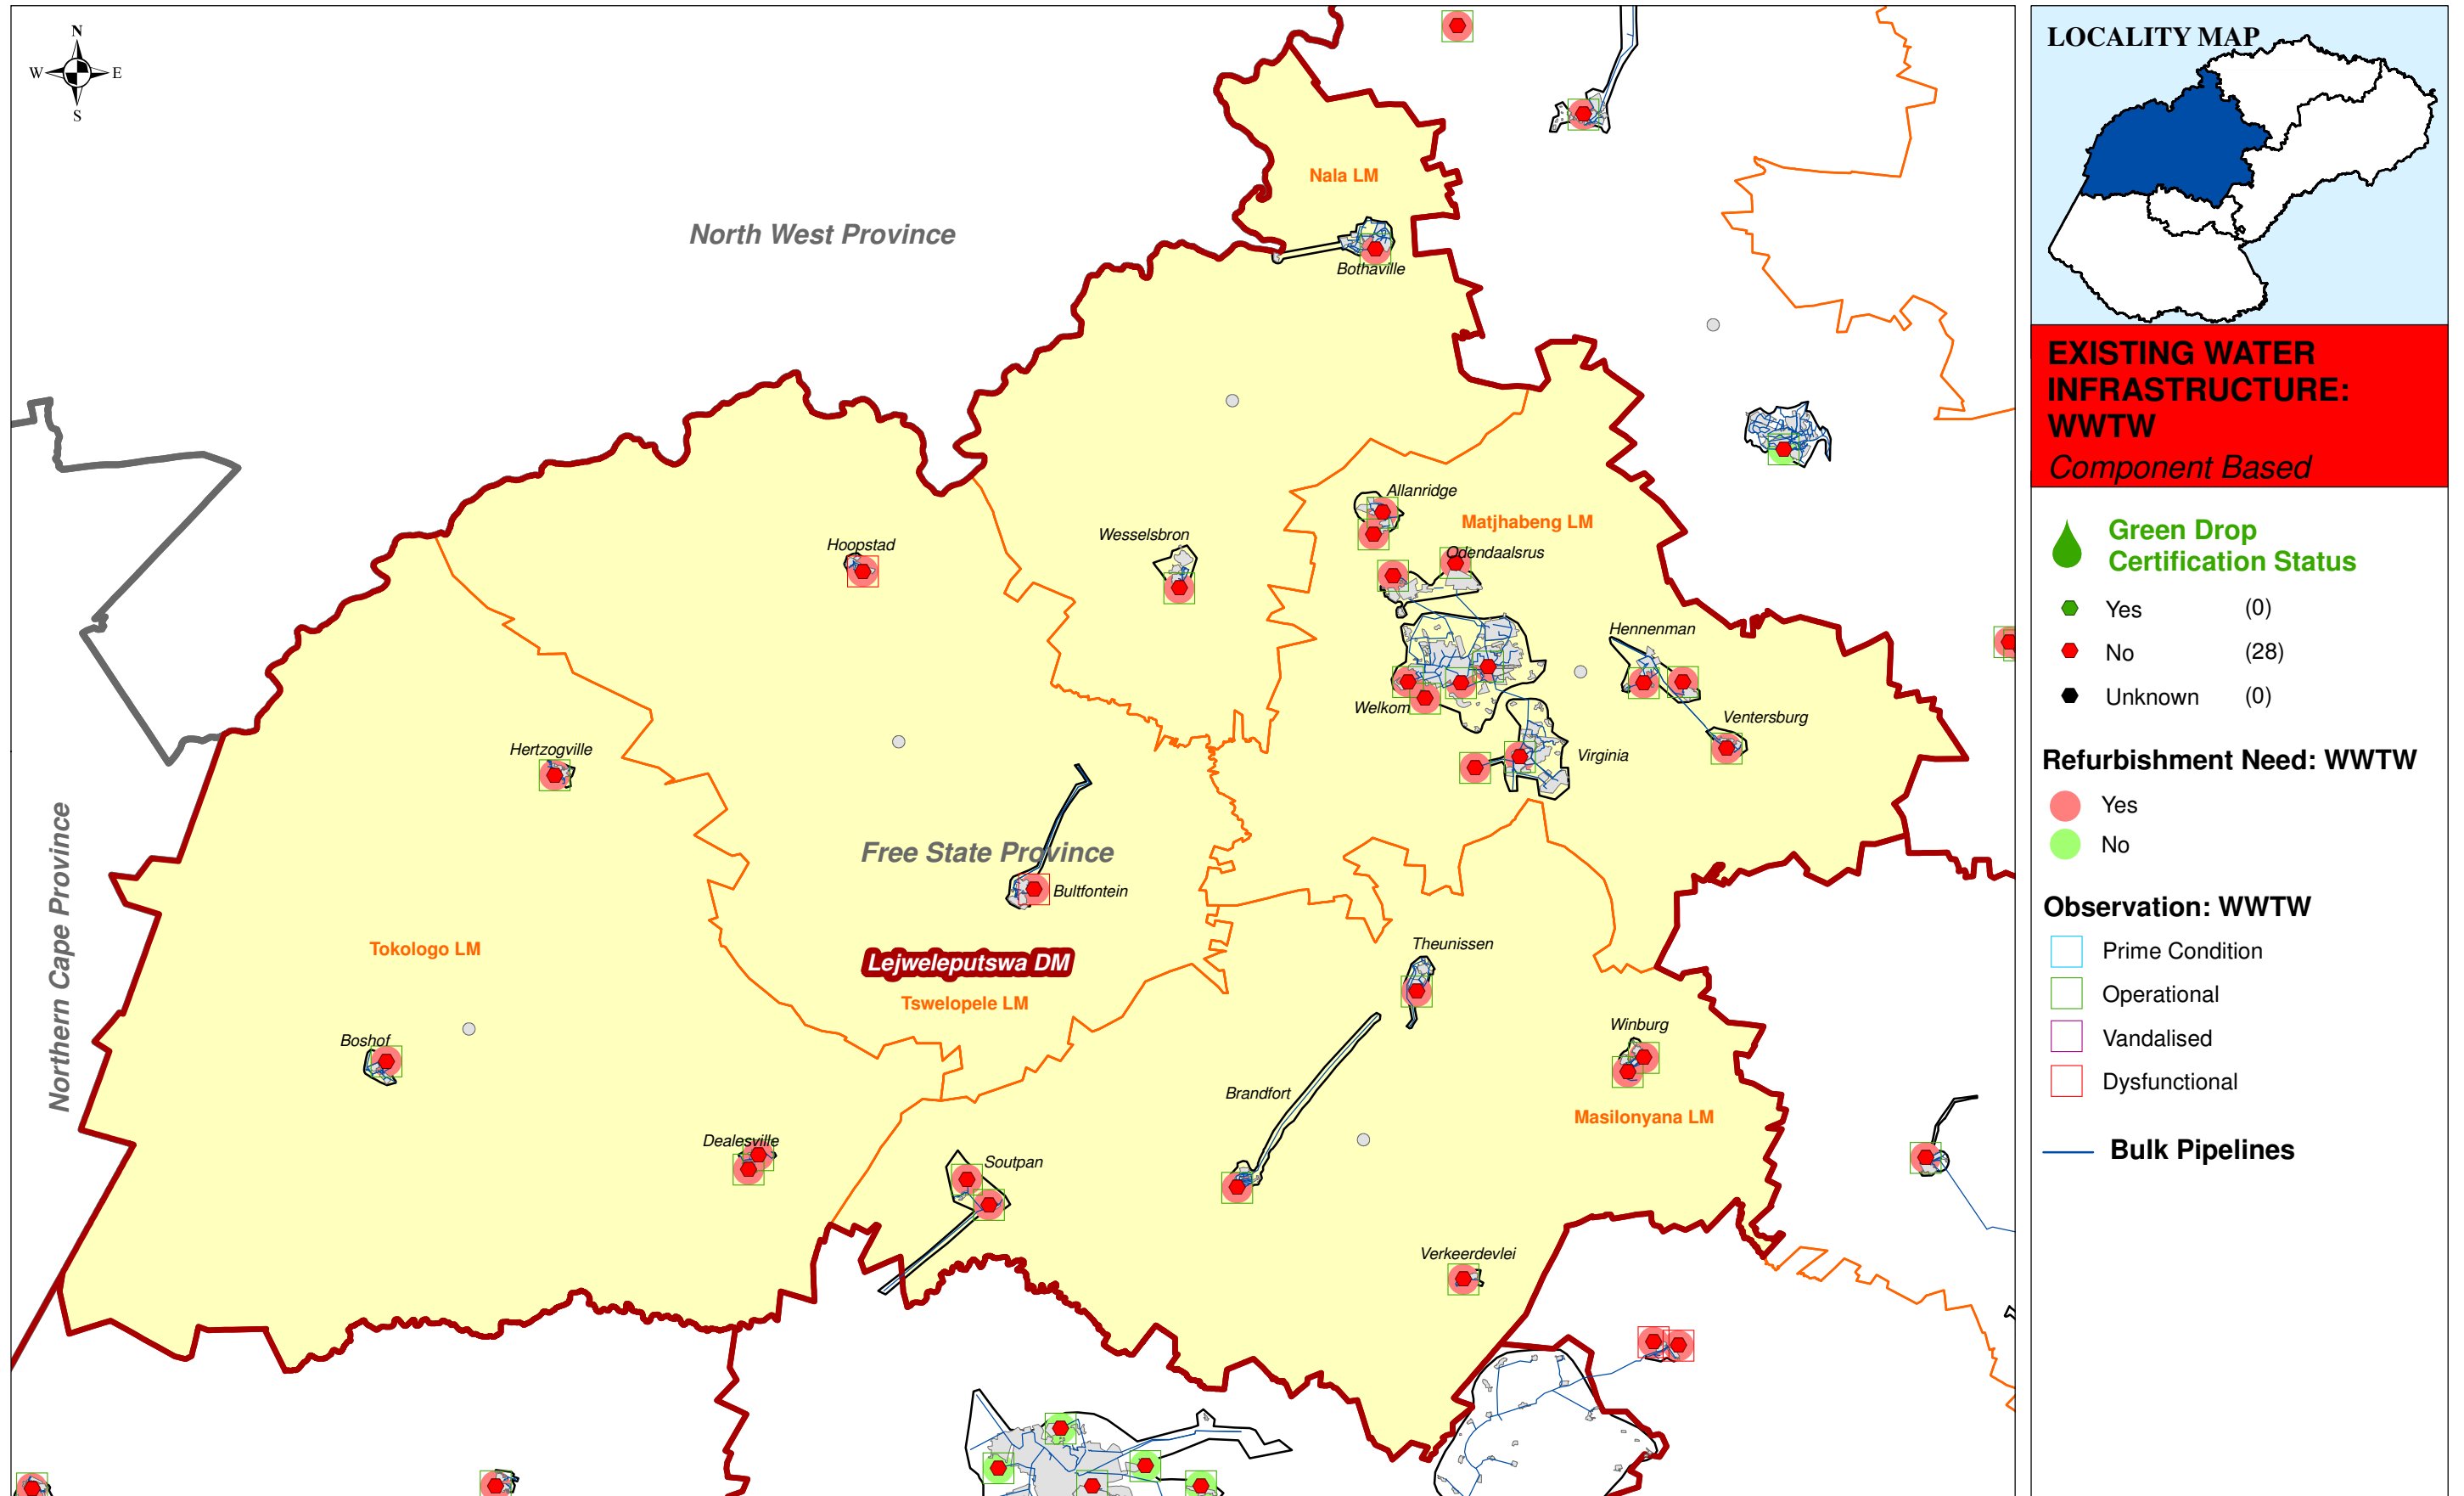 N
W
E
S
North West Province
Nala LM
Bothaville
Allanridge
Matjhabeng LM
Odendaalsrus
Hoopstad
Wesselsbron
Hennenman
Welkom
Ventersburg
Virginia
Hertzogville
Northern Cape Province
Free State Province
Bultfontein
Tokologo LM
Lejweleputswa DM
Tswelopele LM
Theunissen
Winburg
Boshof
Brandfort
Masilonyana LM
Dealesville
Soutpan
Verkeerdevlei
LOCALITY MAP
EXISTING WATER
INFRASTRUCTURE:
WWTW
Component Based
Green Drop
Certification Status
Yes (0)
No (28)
Unknown (0)
Refurbishment Need: WWTW
Yes
No
Observation: WWTW
Prime Condition
Operational
Vandalised
Dysfunctional
Bulk Pipelines